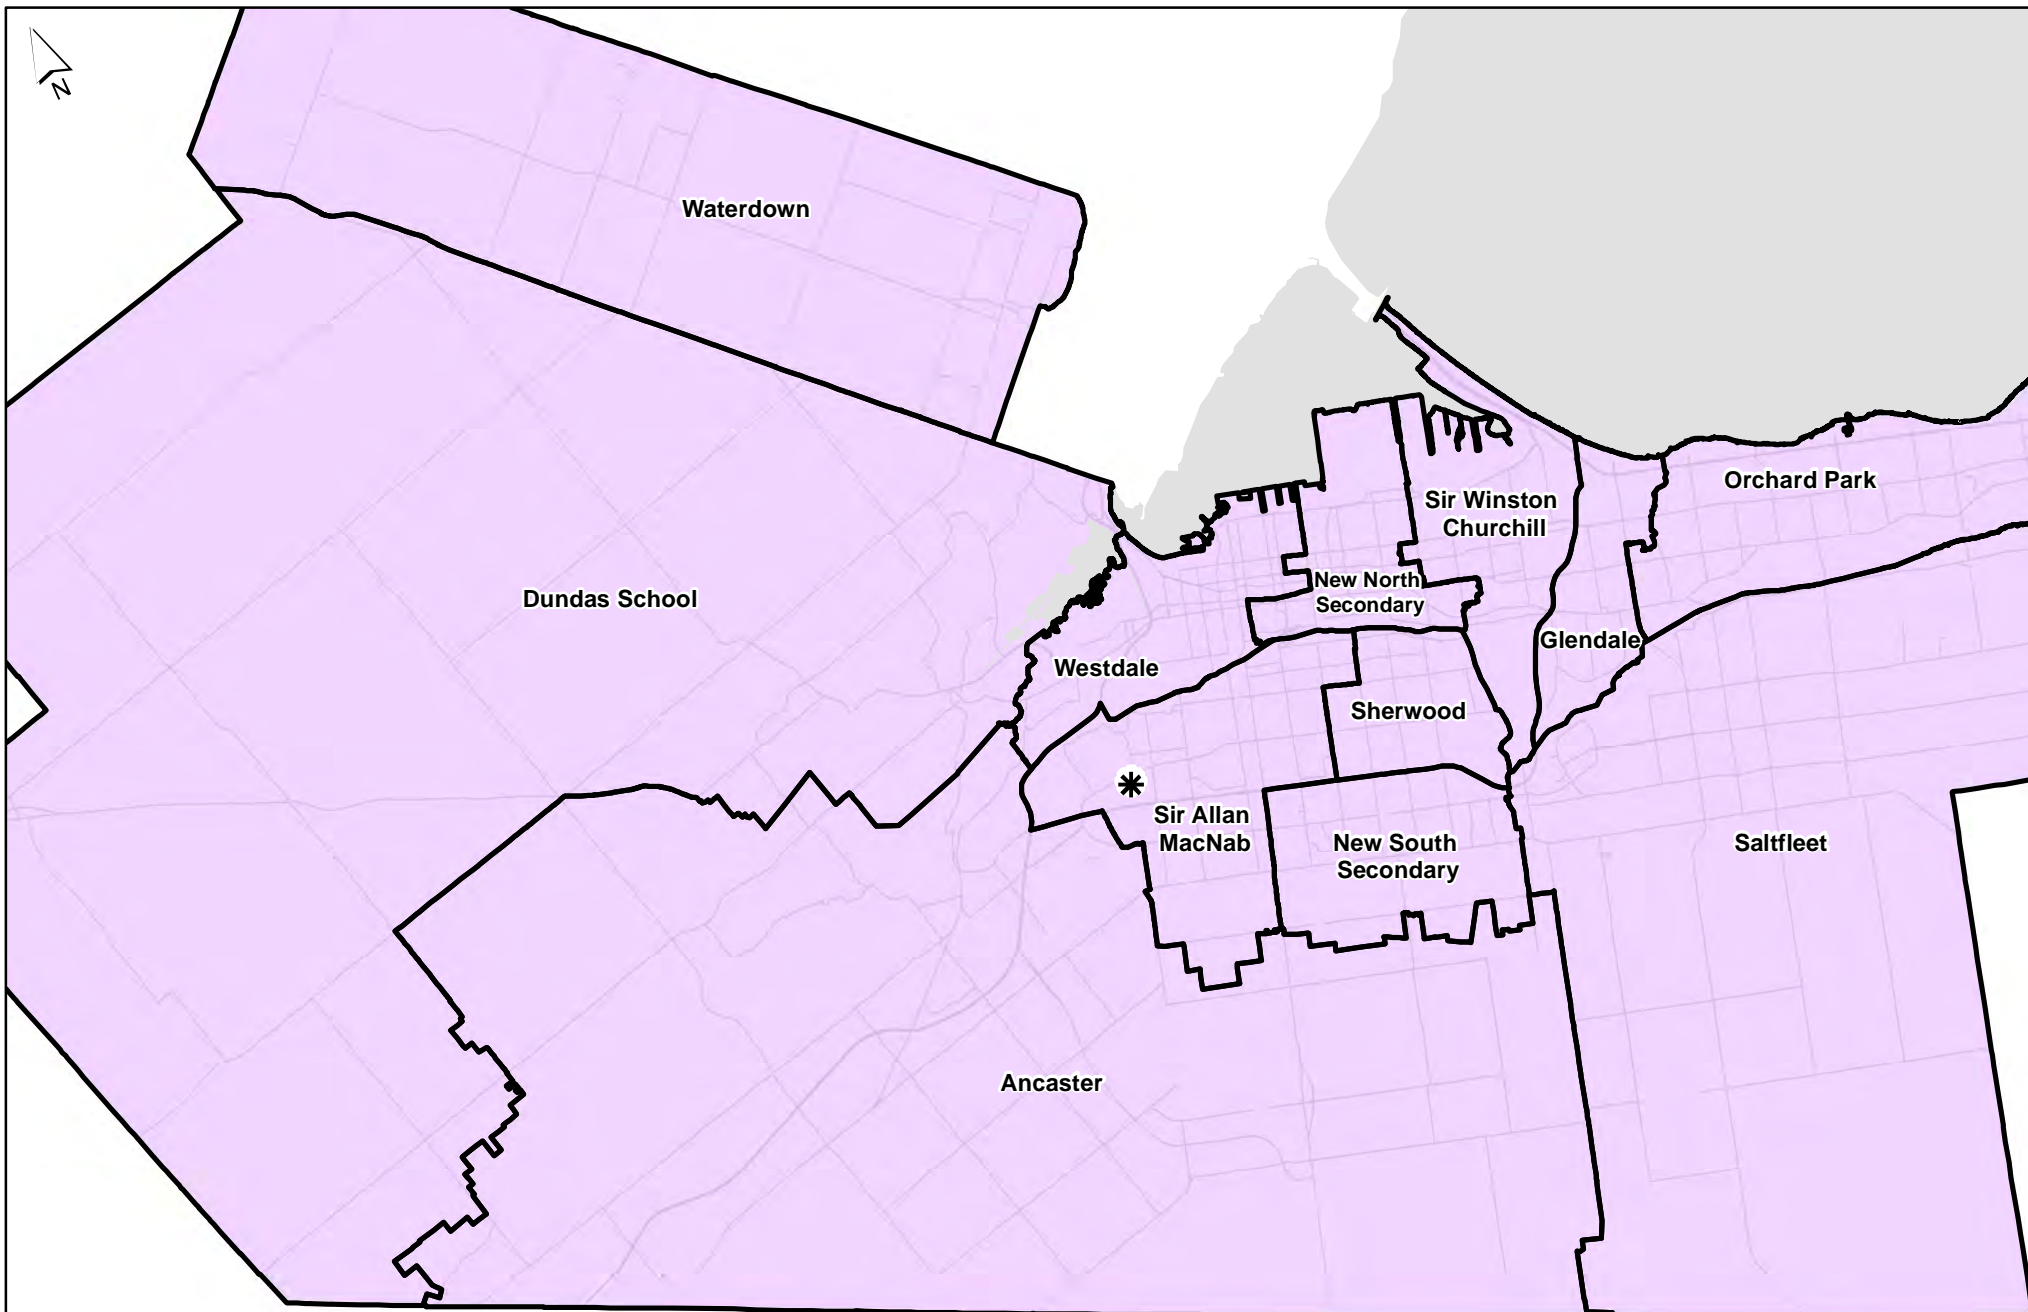 N
Waterdown
Orchard Park
Sir Winston
Churchill
New North
Secondary
Dundas School
Glendale
Westdale
Sherwood
Sir Allan
MacNab
New South
Secondary
Saltfleet
Ancaster